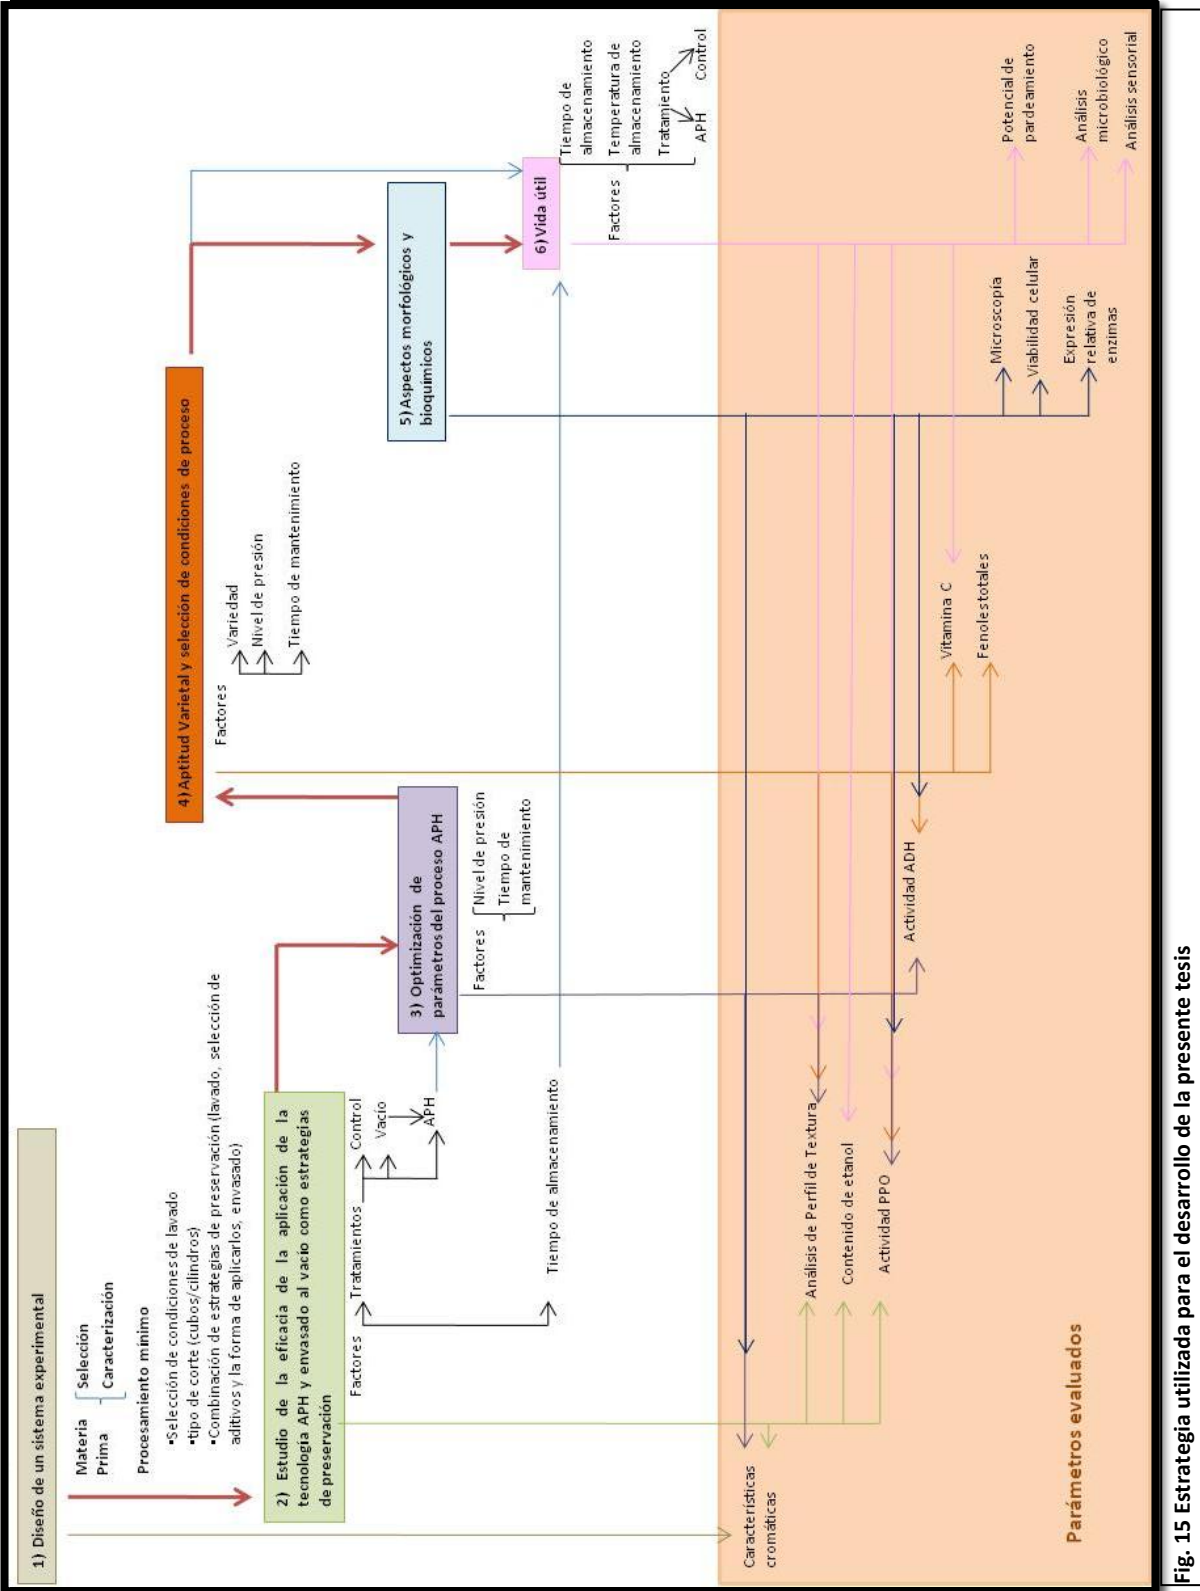 1) Diseño de un sistema experimental
Materia
Prima
Selección
Caracterización
Procesamiento mínimo
▪Selección de condiciones de lavado
▪tipo de corte (cubos/cilindros)
▪Combinación de estrategias de preservación (lavado, selección de
aditivos y la forma de aplicarlos, envasado)
2) Estudio de la eficacia de la aplicación de la
tecnología APH y envasado al vacío como estrategias
de preservación
Factores
Tratamientos
Control
Vacío
APH
Tiempo de almacenamiento
3) Optimización de
parámetros del proceso APH
Factores
Nivel de presión
Tiempo de
mantenimiento
4)Aptitud Varietal y selección de condiciones de proceso
Factores
Variedad
Nivel de presión
Tiempo de mantenimiento
5)Aspectos morfológicos y
bioquímicos
6)Vida útil
Factores
Tiempo de
almacenamiento
Temperatura de
almacenamiento
Tratamiento
APH
Control
Características
cromáticas
Análisis de Perfil de Textura
Contenido de etanol
Actividad PPO
Actividad ADH
Vitamina C
Fenoles totales
Microscopía
Viabilidad celular
Expresión
relativa de
enzimas
Potencial de
pardeamiento
Análisis
microbiológico
Análisis sensorial
Parámetros evaluados
Fig. 15 Estrategia utilizada para el desarrollo de la presente tesis